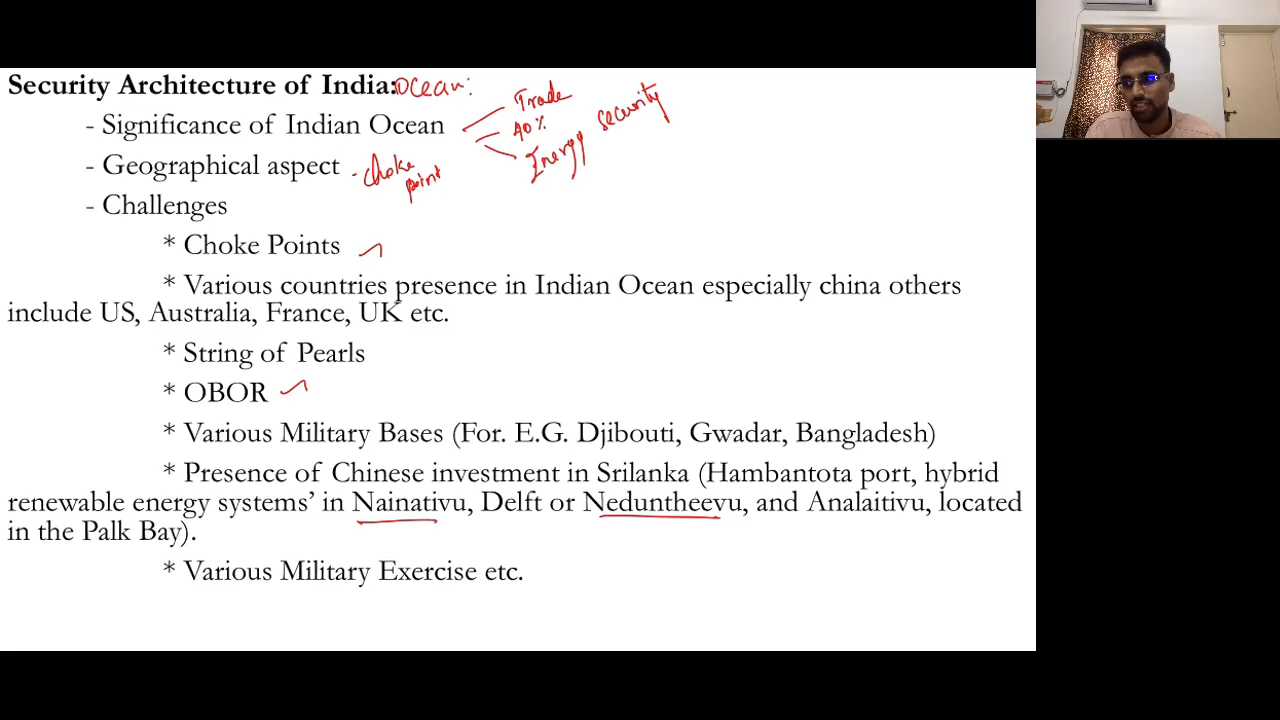 Security Architecture of India: Ocean:
- Significance of Indian Ocean
Trade
40%
Energy security
- Geographical aspect - choke
point
- Challenges
* Choke Points
* Various countries presence in Indian Ocean especially china others
include US, Australia, France, UK etc.
* String of Pearls
* OBOR
* Various Military Bases (For. E.G. Djibouti, Gwadar, Bangladesh)
* Presence of Chinese investment in Srilanka (Hambantota port, hybrid
renewable energy systems’ in Nainativu, Delft or Neduntheevu, and Analaitivu, located
in the Palk Bay).
* Various Military Exercise etc.